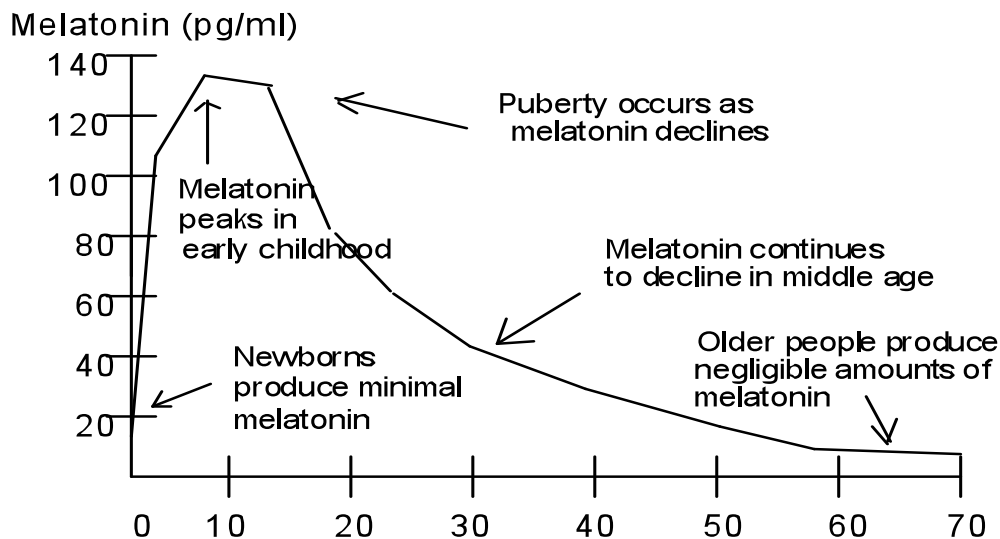 Melatonin (pg/ml)
140
120
100
80
60
40
20
Puberty occurs as
melatonin declines
Melatonin
peaks in
early childhood
Melatonin continues
to decline in middle age
Newborns
produce minimal
melatonin
Older people produce
negligible amounts of
melatonin
0 10 20 30 40 50 60 70